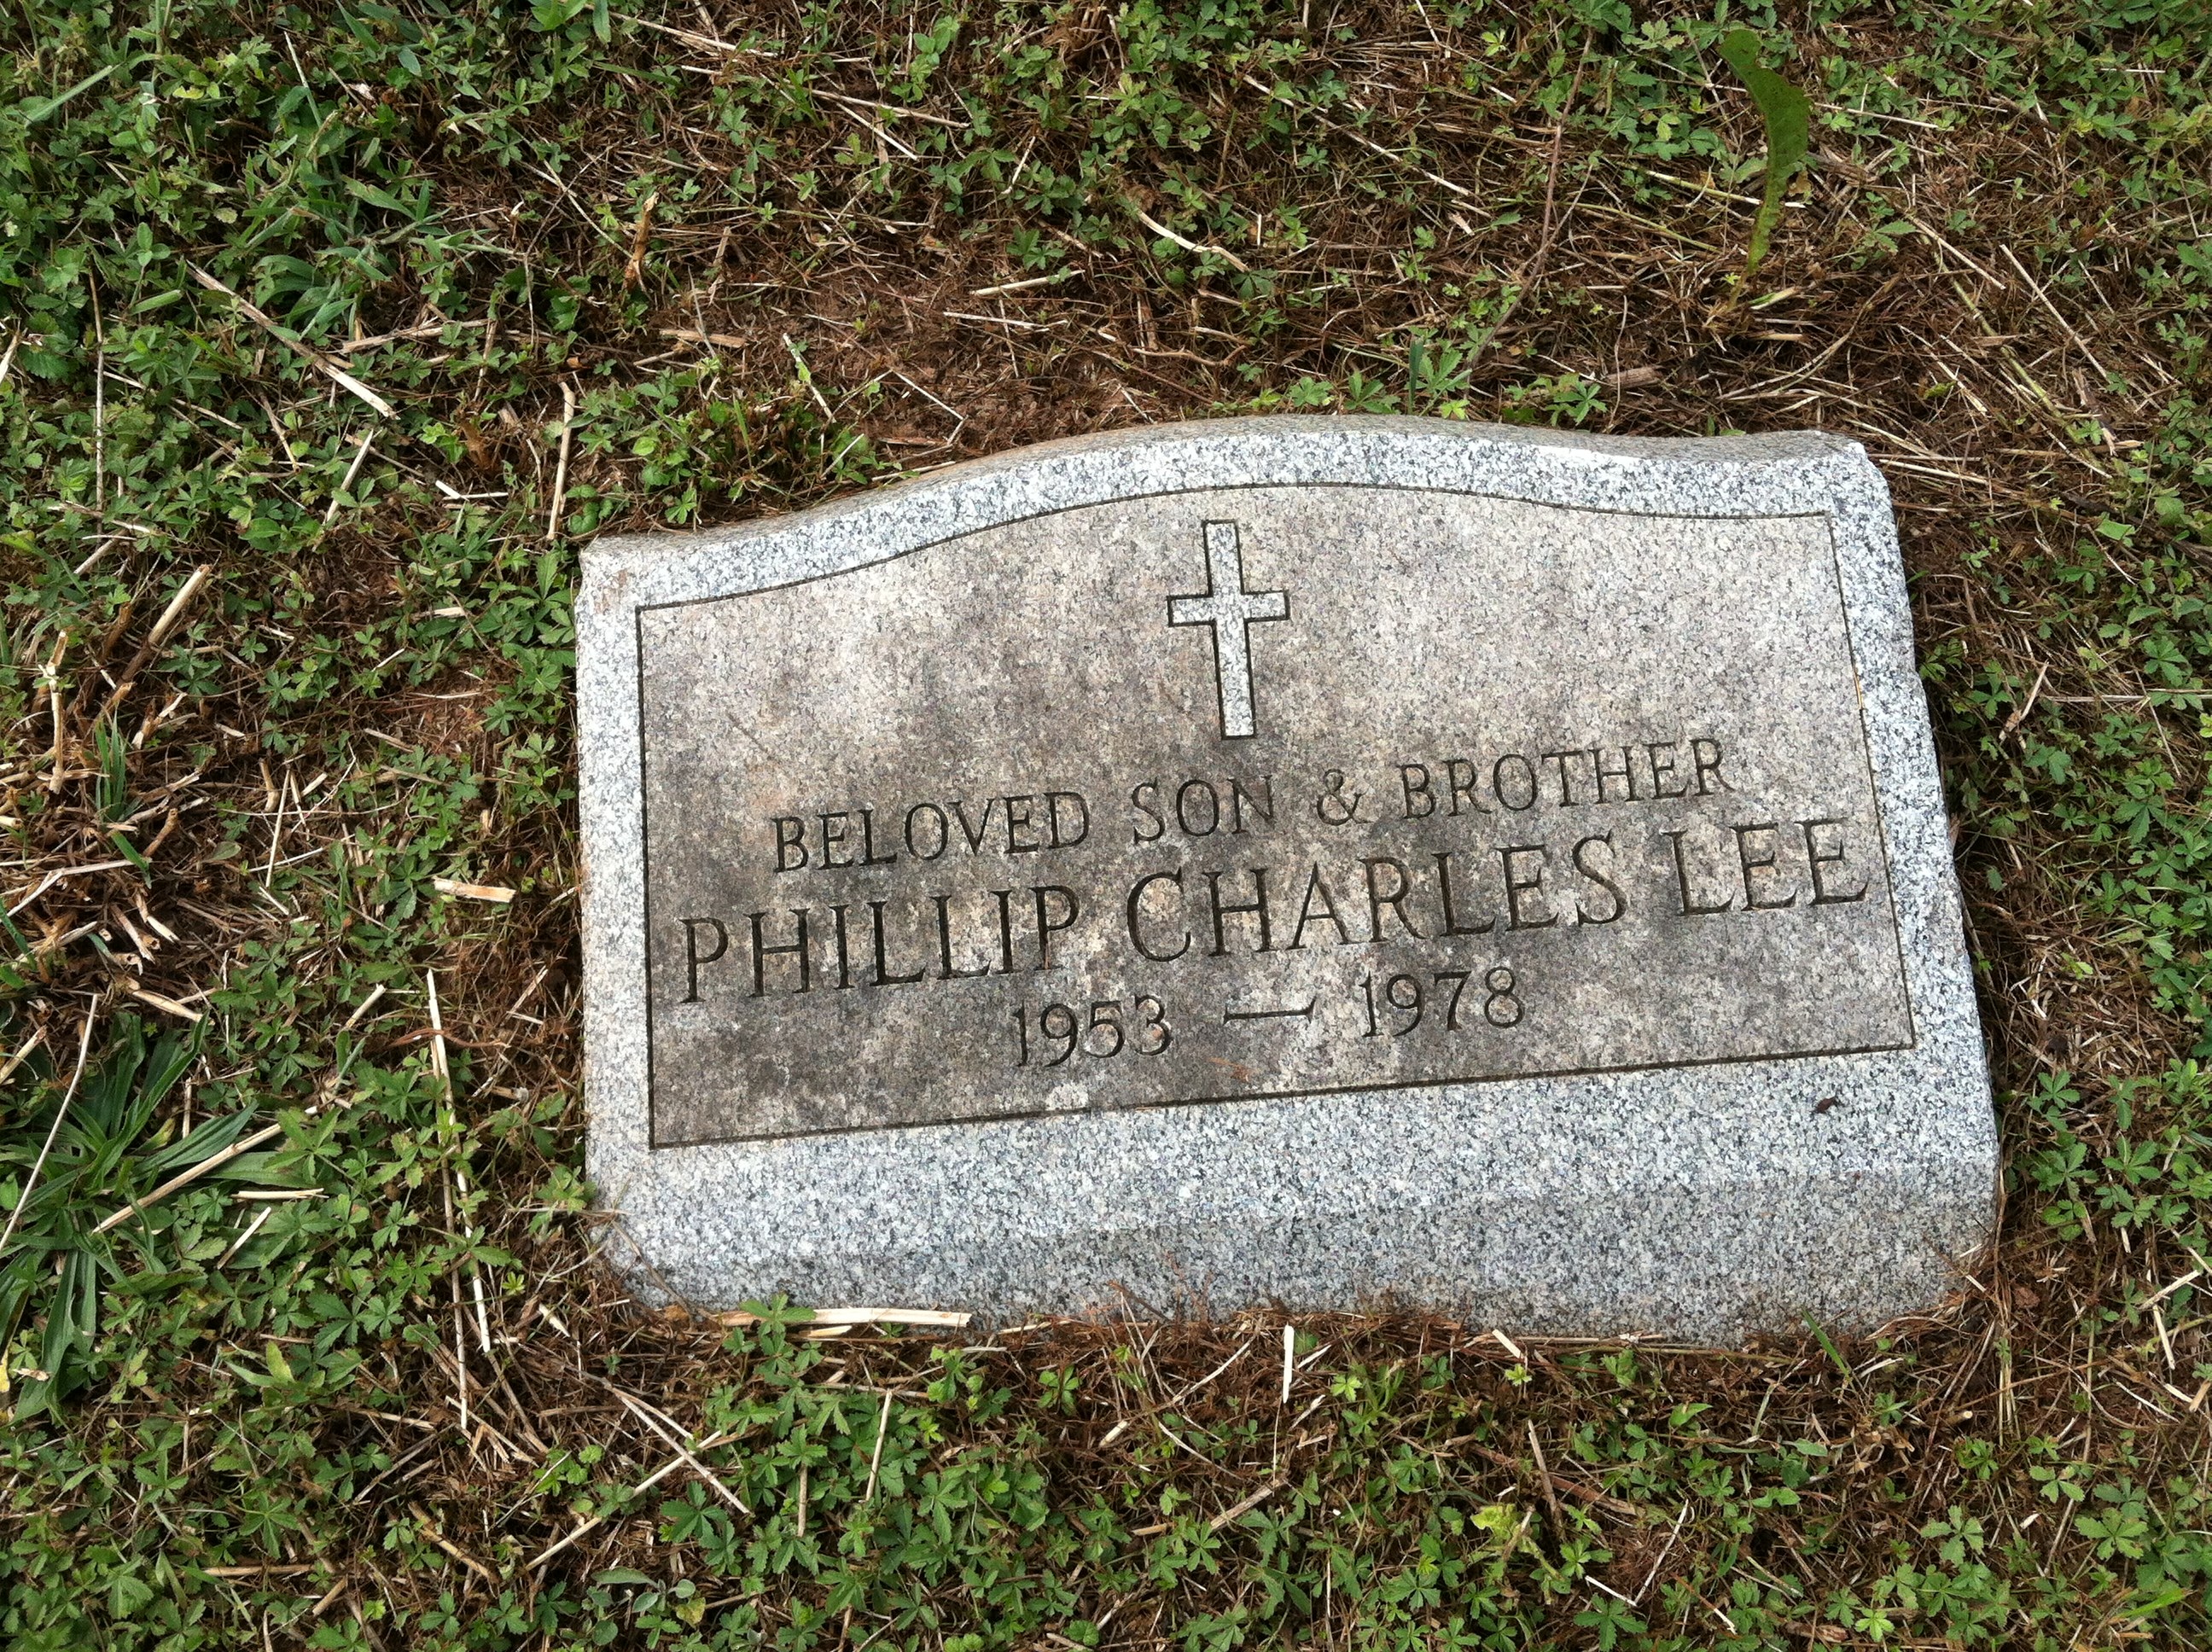 BELOVED SON & BROTHER
PHILLIP CHARLES LEE
1953 — 1978